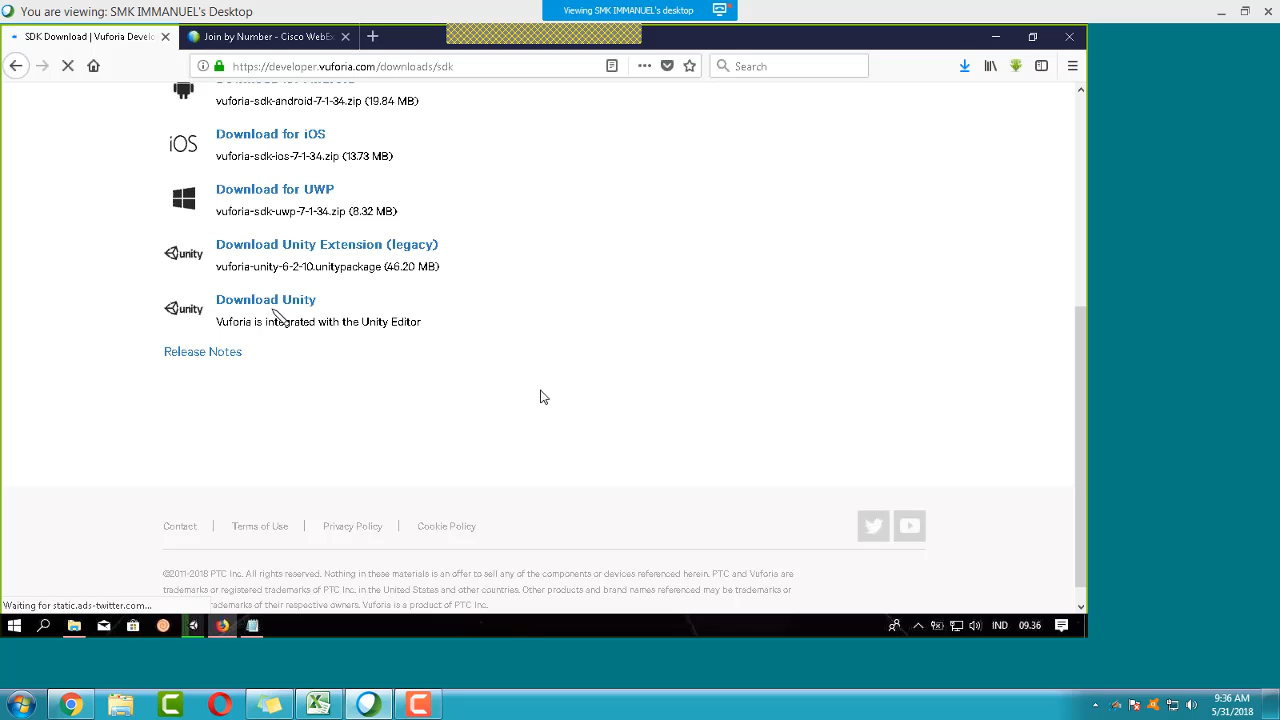 You are viewing: SMK IMMANUEL's Desktop
Viewing SMK IMMANUEL's desktop
SDK Download | Vuforia Develo
Join by Number - Cisco WebEx
https://developer.vuforia.com/downloads/sdk
Search
Download for Android
vuforia-sdk-android-7-1-34.zip (19.84 MB)
iOS
Download for iOS
vuforia-sdk-ios-7-1-34.zip (13.73 MB)
Download for UWP
vuforia-sdk-uwp-7-1-34.zip (8.32 MB)
unity
Download Unity Extension (legacy)
vuforia-unity-6-2-10.unitypackage (46.20 MB)
unity
Download Unity
Vuforia is integrated with the Unity Editor
Release Notes
Contact | Terms of Use | Privacy Policy | Cookie Policy
©2011-2018 PTC Inc. All rights reserved. Nothing in these materials is an offer to sell any of the components or devices referenced herein. PTC and Vuforia are
trademarks or registered trademarks of PTC Inc. in the United States and other countries. Other products and brand names referenced may be trademarks or
Waiting for static.ads-twitter.com...
trademarks of their respective owners. Vuforia is a product of PTC Inc.
IND
09.36
9:36 AM
5/31/2018